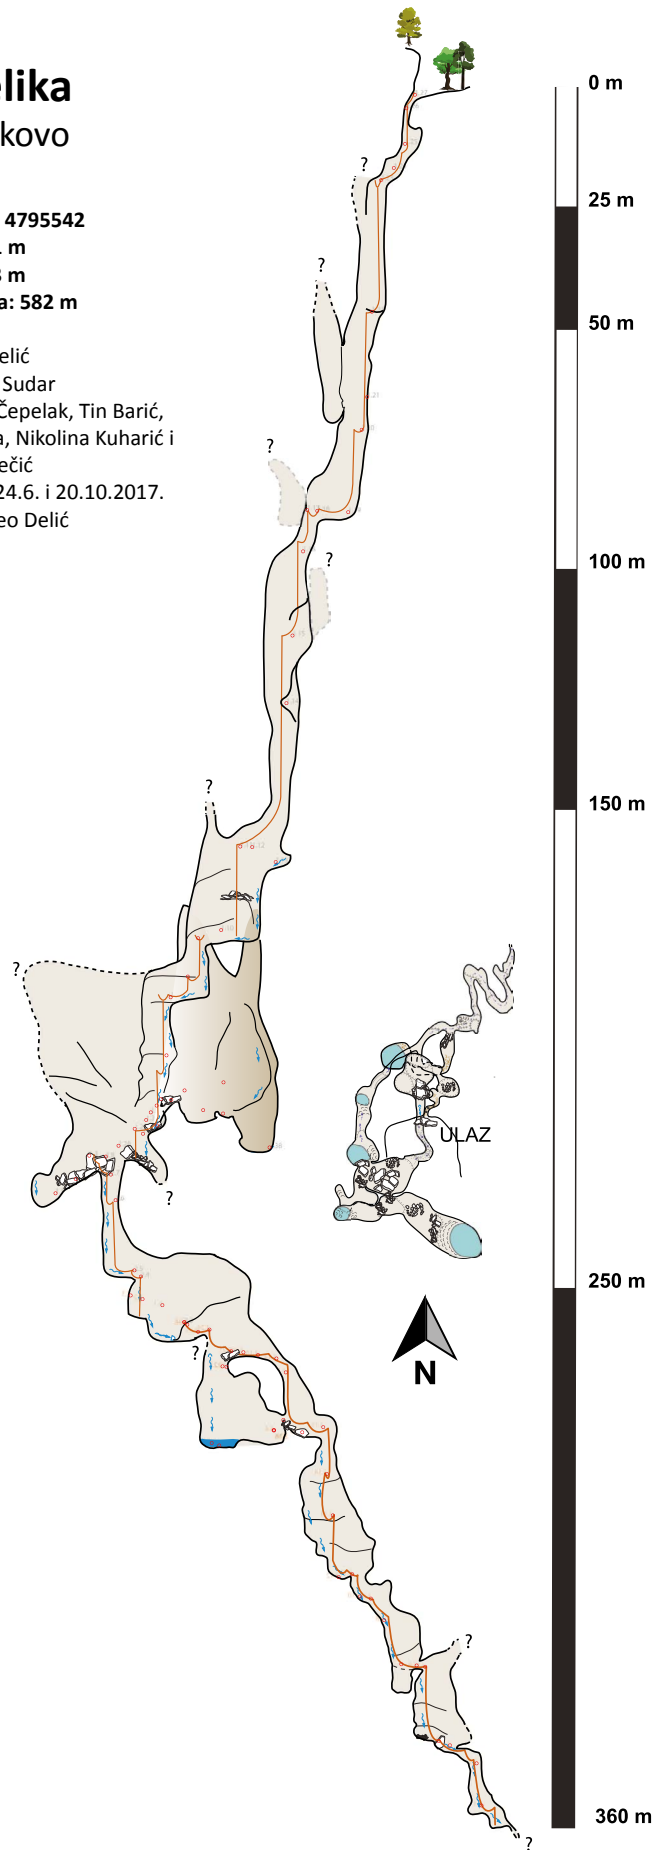 elika
kovo
4795542
m
m
a: 582 m
elić
Sudar
Čepelak, Tin Barić,
a, Nikolina Kuharić i
ečić
24.6. i 20.10.2017.
eo Delić
0 m
?
25 m
?
50 m
?
?
100 m
?
150 m
?
ULAZ
?
250 m
N
?
?
360 m
?